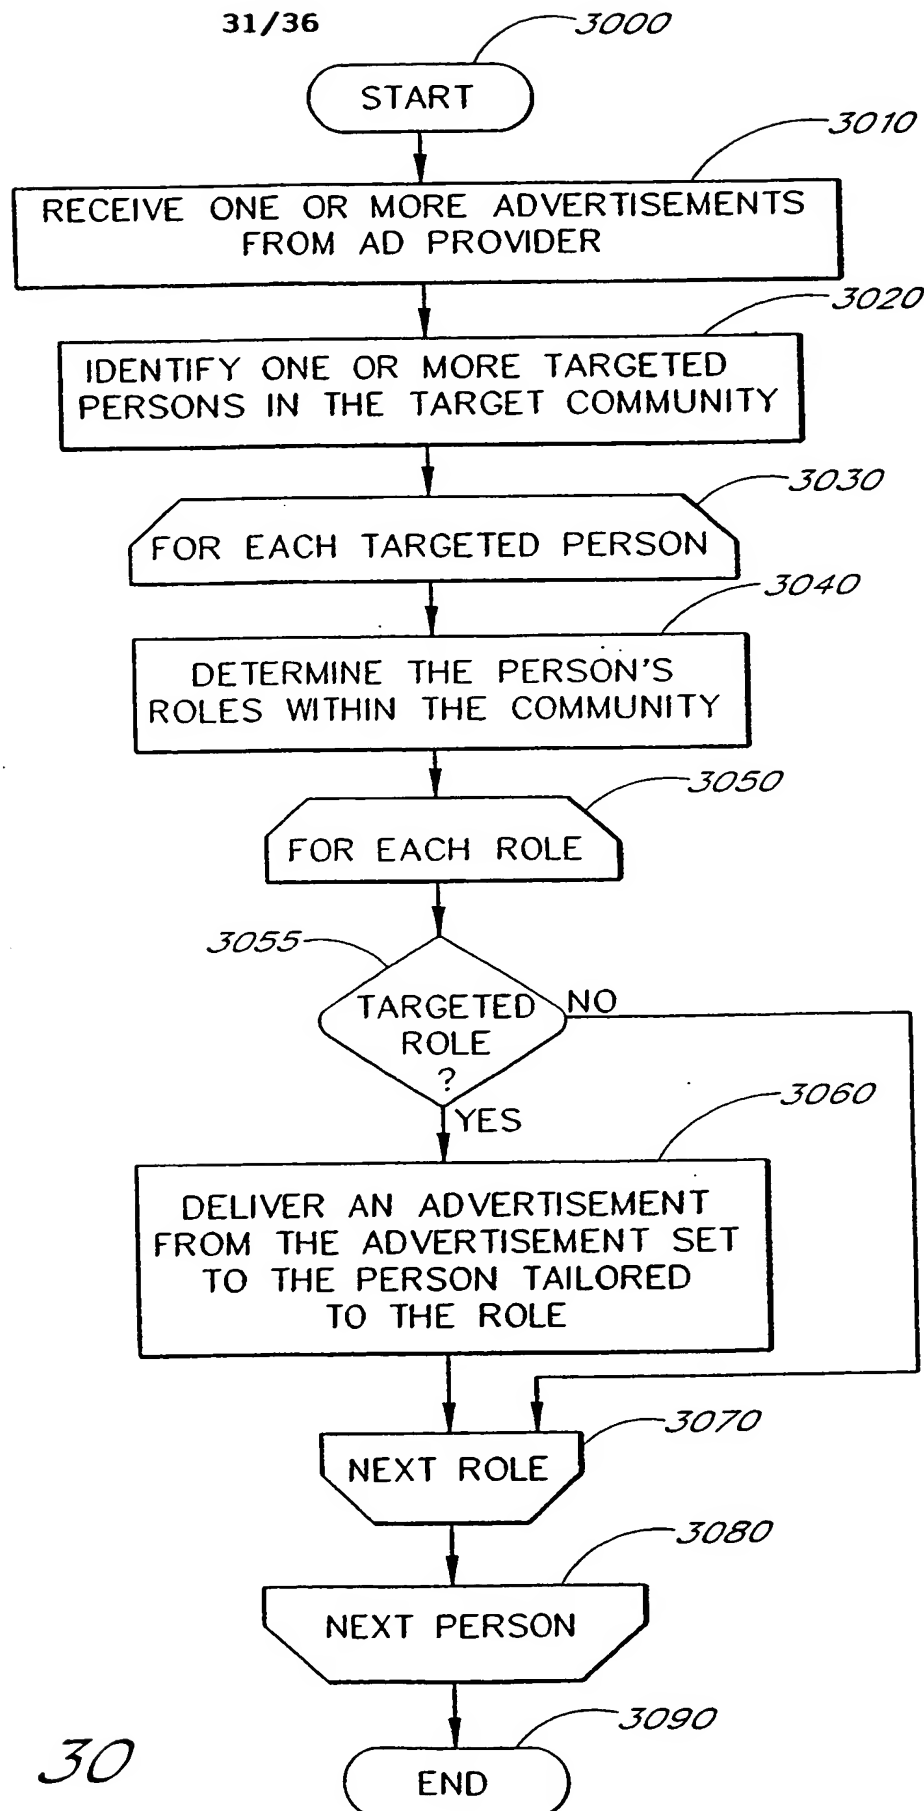 31/36
3000
START
3010
RECEIVE ONE OR MORE ADVERTISEMENTS
FROM AD PROVIDER
3020
IDENTIFY ONE OR MORE TARGETED
PERSONS IN THE TARGET COMMUNITY
3030
FOR EACH TARGETED PERSON
3040
DETERMINE THE PERSON'S
ROLES WITHIN THE COMMUNITY
3050
FOR EACH ROLE
3055
TARGETED
ROLE
?
NO
YES
3060
DELIVER AN ADVERTISEMENT
FROM THE ADVERTISEMENT SET
TO THE PERSON TAILORED
TO THE ROLE
3070
NEXT ROLE
3080
NEXT PERSON
3090
END
30